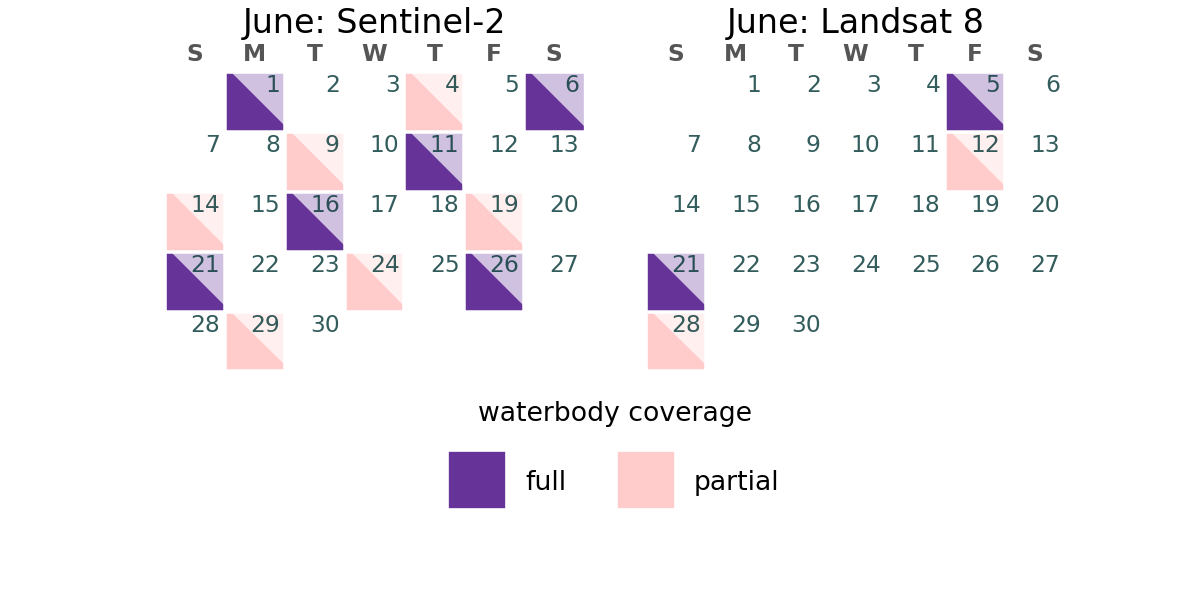 June: Sentinel-2
S M T W T F S
1 2 3 4 5 6
7 8 9 10 11 12 13
14 15 16 17 18 19 20
21 22 23 24 25 26 27
28 29 30
June: Landsat 8
S M T W T F S
1 2 3 4 5 6
7 8 9 10 11 12 13
14 15 16 17 18 19 20
21 22 23 24 25 26 27
28 29 30
waterbody coverage
full
partial